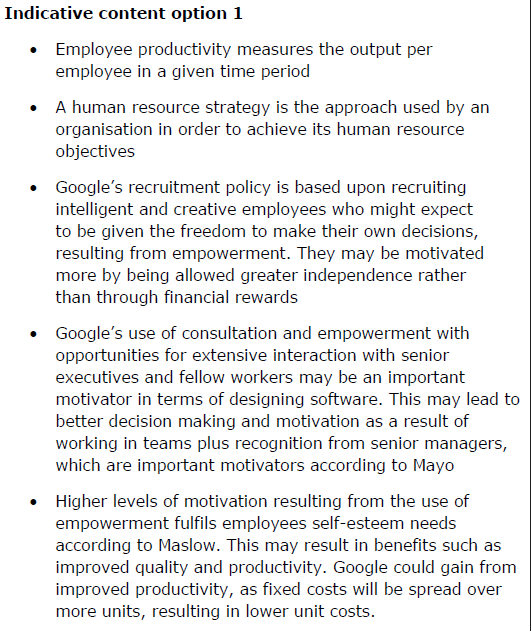 Indicative content option 1
• Employee productivity measures the output per
employee in a given time period
• A human resource strategy is the approach used by an
organisation in order to achieve its human resource
objectives
• Google’s recruitment policy is based upon recruiting
intelligent and creative employees who might expect
to be given the freedom to make their own decisions,
resulting from empowerment. They may be motivated
more by being allowed greater independence rather
than through financial rewards
• Google’s use of consultation and empowerment with
opportunities for extensive interaction with senior
executives and fellow workers may be an important
motivator in terms of designing software. This may lead to
better decision making and motivation as a result of
working in teams plus recognition from senior managers,
which are important motivators according to Mayo
• Higher levels of motivation resulting from the use of
empowerment fulfils employees self-esteem needs
according to Maslow. This may result in benefits such as
improved quality and productivity. Google could gain from
improved productivity, as fixed costs will be spread over
more units, resulting in lower unit costs.